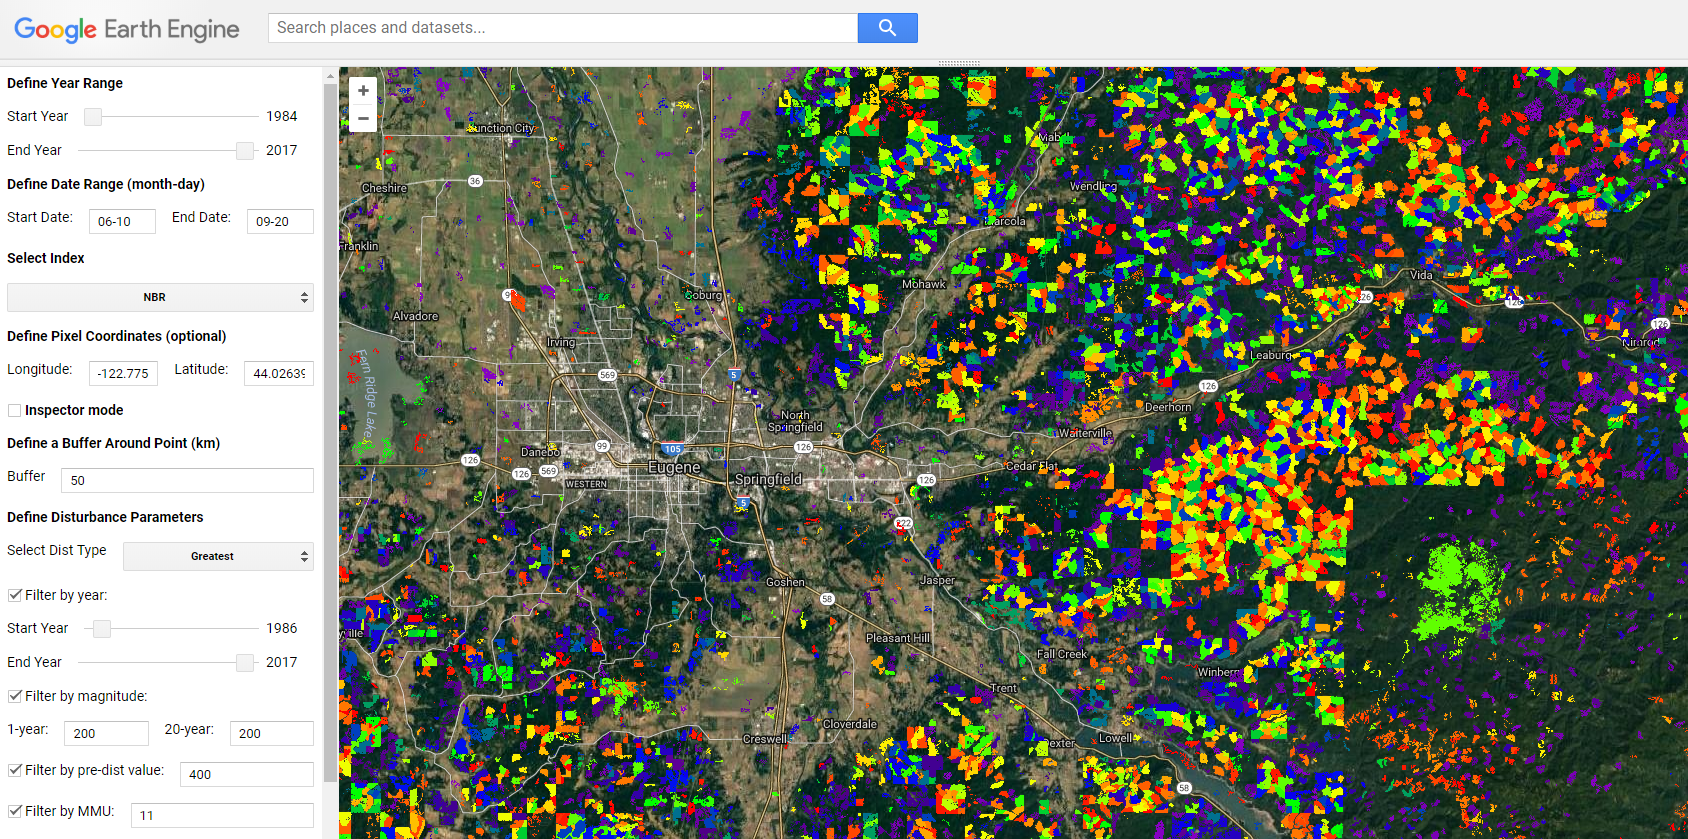 Google Earth Engine
Search places and datasets...
Define Year Range
Start Year 1984
End Year 2017
Define Date Range (month-day)
Start Date: 06-10 End Date: 09-20
Select Index
NBR
Define Pixel Coordinates (optional)
Longitude: -122.775 Latitude: 44.02639
Inspector mode
Define a Buffer Around Point (km)
Buffer 50
Define Disturbance Parameters
Select Dist Type Greatest
Filter by year:
Start Year 1986
End Year 2017
Filter by magnitude:
1-year: 200 20-year: 200
Filter by pre-dist value: 400
Filter by MMU: 11
+
−
Junction City
Cheshire
36
Franklin
Alvadore
Irving
Coburg
569
5
Fern Ridge Lake
99
Danebo
126
126
569
WESTERN
105
Eugene
Springfield
North
Springfield
126
5
126
222
Goshen
58
Jasper
Pleasant Hill
Fall Creek
Trent
Cloverdale
Creswell
Dexter
Lowell
58
Winberry
Mabel
Wendling
Marcola
Mohawk
Vida
126
126
126
Nimrod
Leaburg
126
Deerhorn
Walterville
Cedar Flat